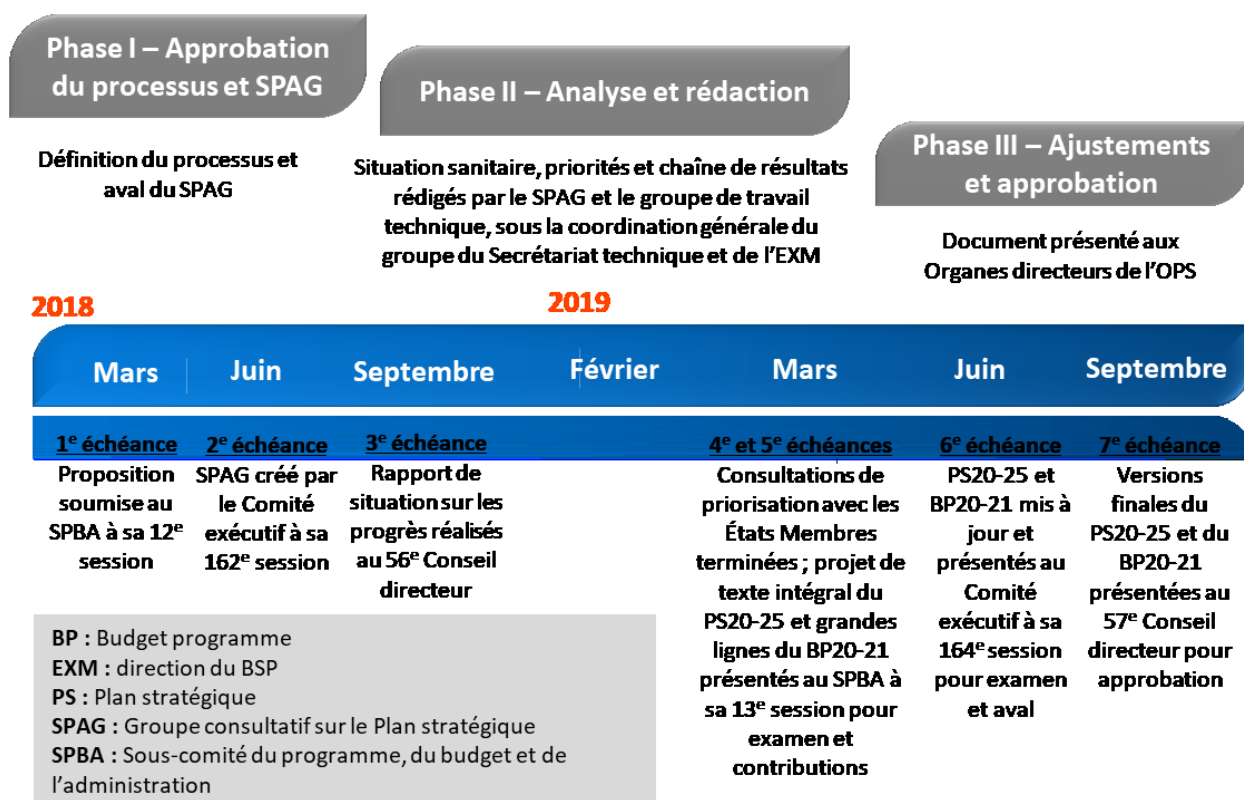 Phase I – Approbation
du processus et SPAG
Définition du processus et
aval du SPAG
Phase II – Analyse et rédaction
Situation sanitaire, priorités et chaîne de résultats
rédigés par le SPAG et le groupe de travail
technique, sous la coordination générale du
groupe du Secrétariat technique et de l’EXM
Phase III – Ajustements
et approbation
Document présenté aux
Organes directeurs de l’OPS
2018
2019
Mars
Juin
Septembre
Février
Mars
Juin
Septembre
1e échéance
Proposition
soumise au
SPBA à sa 12e
session
2e échéance
SPAG créé par
le Comité
exécutif à sa
162e session
3e échéance
Rapport de
situation sur les
progrès réalisés
au 56e Conseil
directeur
4e et 5e échéances
Consultations de
priorisation avec les
États Membres
terminées ; projet de
texte intégral du
PS20-25 et grandes
lignes du BP20-21
présentés au SPBA à
sa 13e session pour
examen et
contributions
6e échéance
PS20-25 et
BP20-21 mis à
jour et
présentés au
Comité
exécutif à sa
164e session
pour examen
et aval
7e échéance
Versions
finales du
PS20-25 et du
BP20-21
présentées au
57e Conseil
directeur pour
approbation
BP : Budget programme
EXM : direction du BSP
PS : Plan stratégique
SPAG : Groupe consultatif sur le Plan stratégique
SPBA : Sous-comité du programme, du budget et de
l’administration